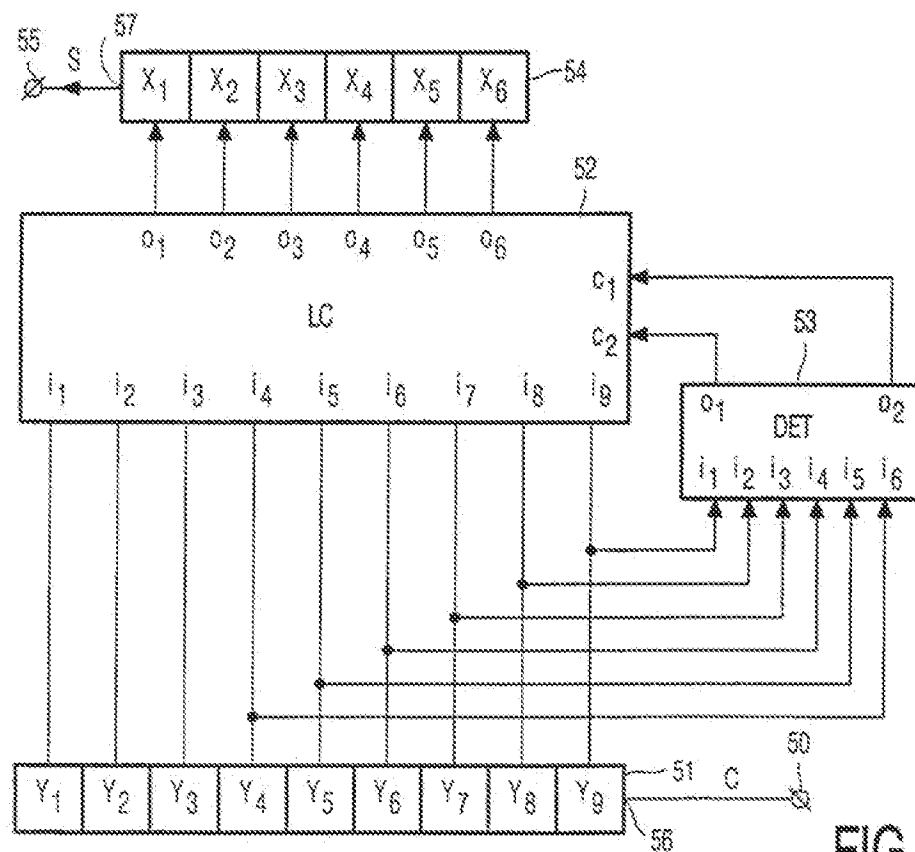 55 S 57
X1 X2 X3 X4 X5 X6 54
52
o1 o2 o3 o4 o5 o6
c1
LC
c2 53
i1 i2 i3 i4 i5 i6 i7 i8 i9
o1 o2
DET
i1 i2 i3 i4 i5 i6
50
51 C
Y1 Y2 Y3 Y4 Y5 Y6 Y7 Y8 Y9
56
FIG